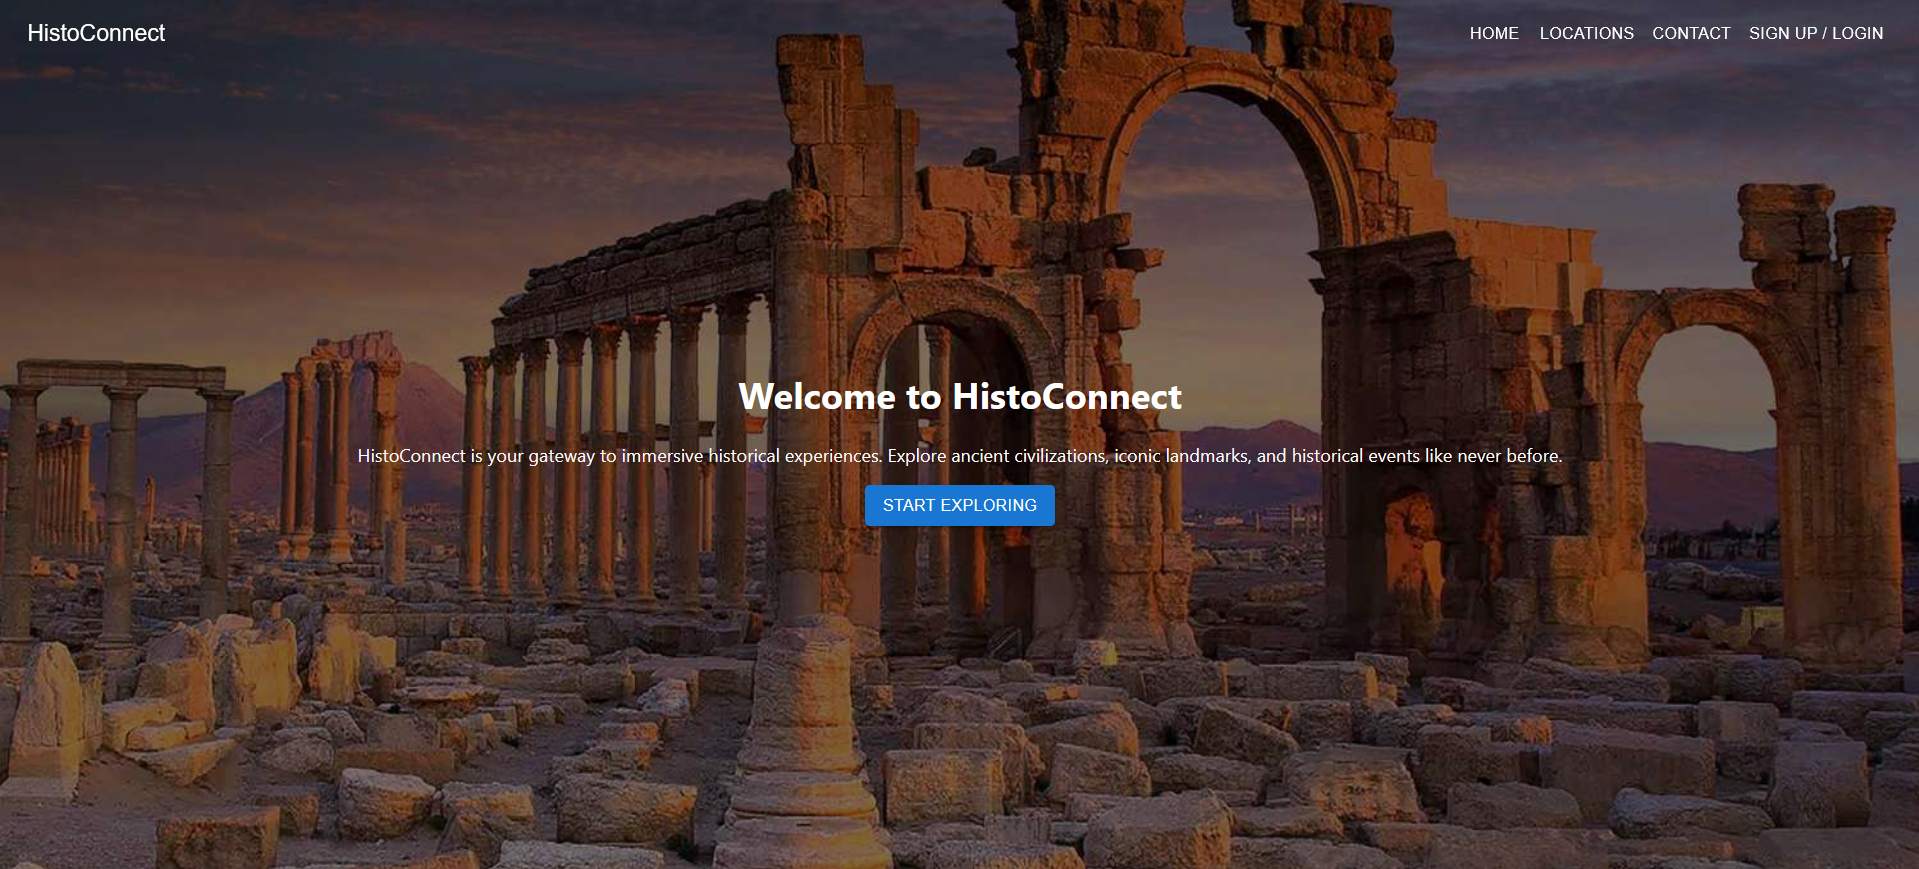 HistoConnect
HOME LOCATIONS CONTACT SIGN UP / LOGIN
Welcome to HistoConnect
HistoConnect is your gateway to immersive historical experiences. Explore ancient civilizations, iconic landmarks, and historical events like never before.
START EXPLORING